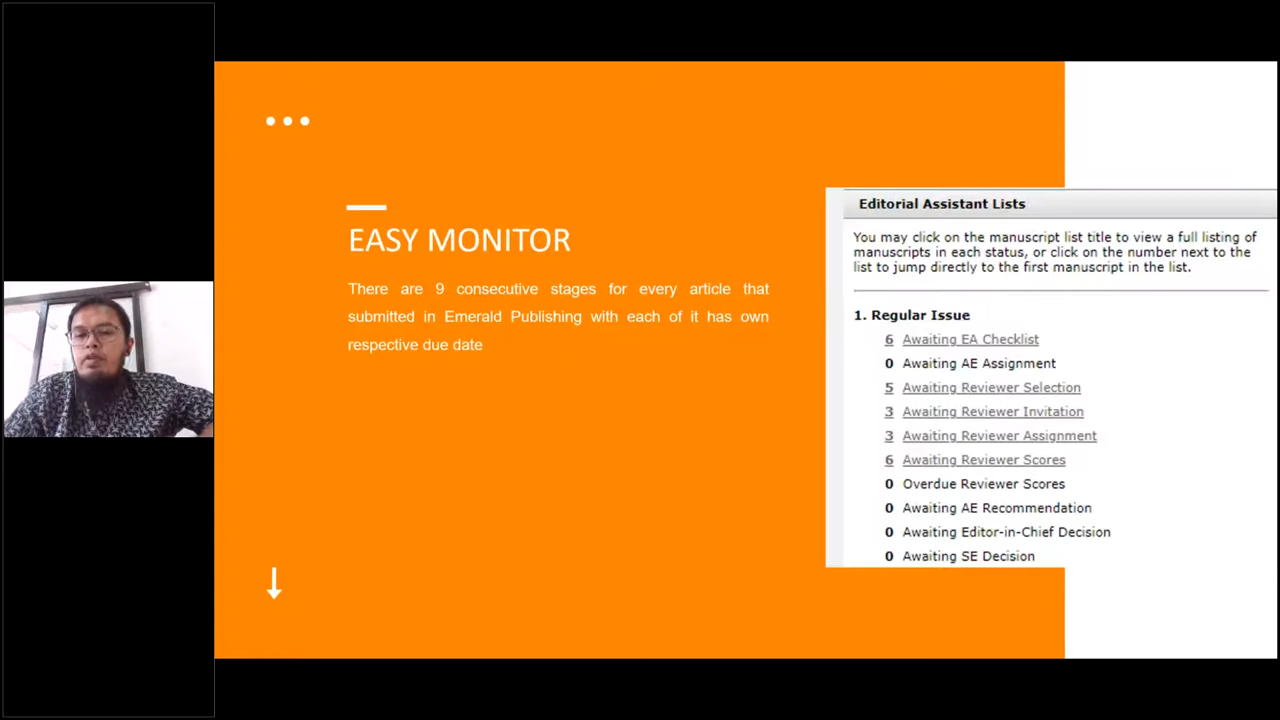 EASY MONITOR
There are 9 consecutive stages for every article that
submitted in Emerald Publishing with each of it has own
respective due date
Editorial Assistant Lists
You may click on the manuscript list title to view a full listing of
manuscripts in each status, or click on the number next to the
list to jump directly to the first manuscript in the list.
1. Regular Issue
6 Awaiting EA Checklist
0 Awaiting AE Assignment
5 Awaiting Reviewer Selection
3 Awaiting Reviewer Invitation
3 Awaiting Reviewer Assignment
6 Awaiting Reviewer Scores
0 Overdue Reviewer Scores
0 Awaiting AE Recommendation
0 Awaiting Editor-in-Chief Decision
0 Awaiting SE Decision